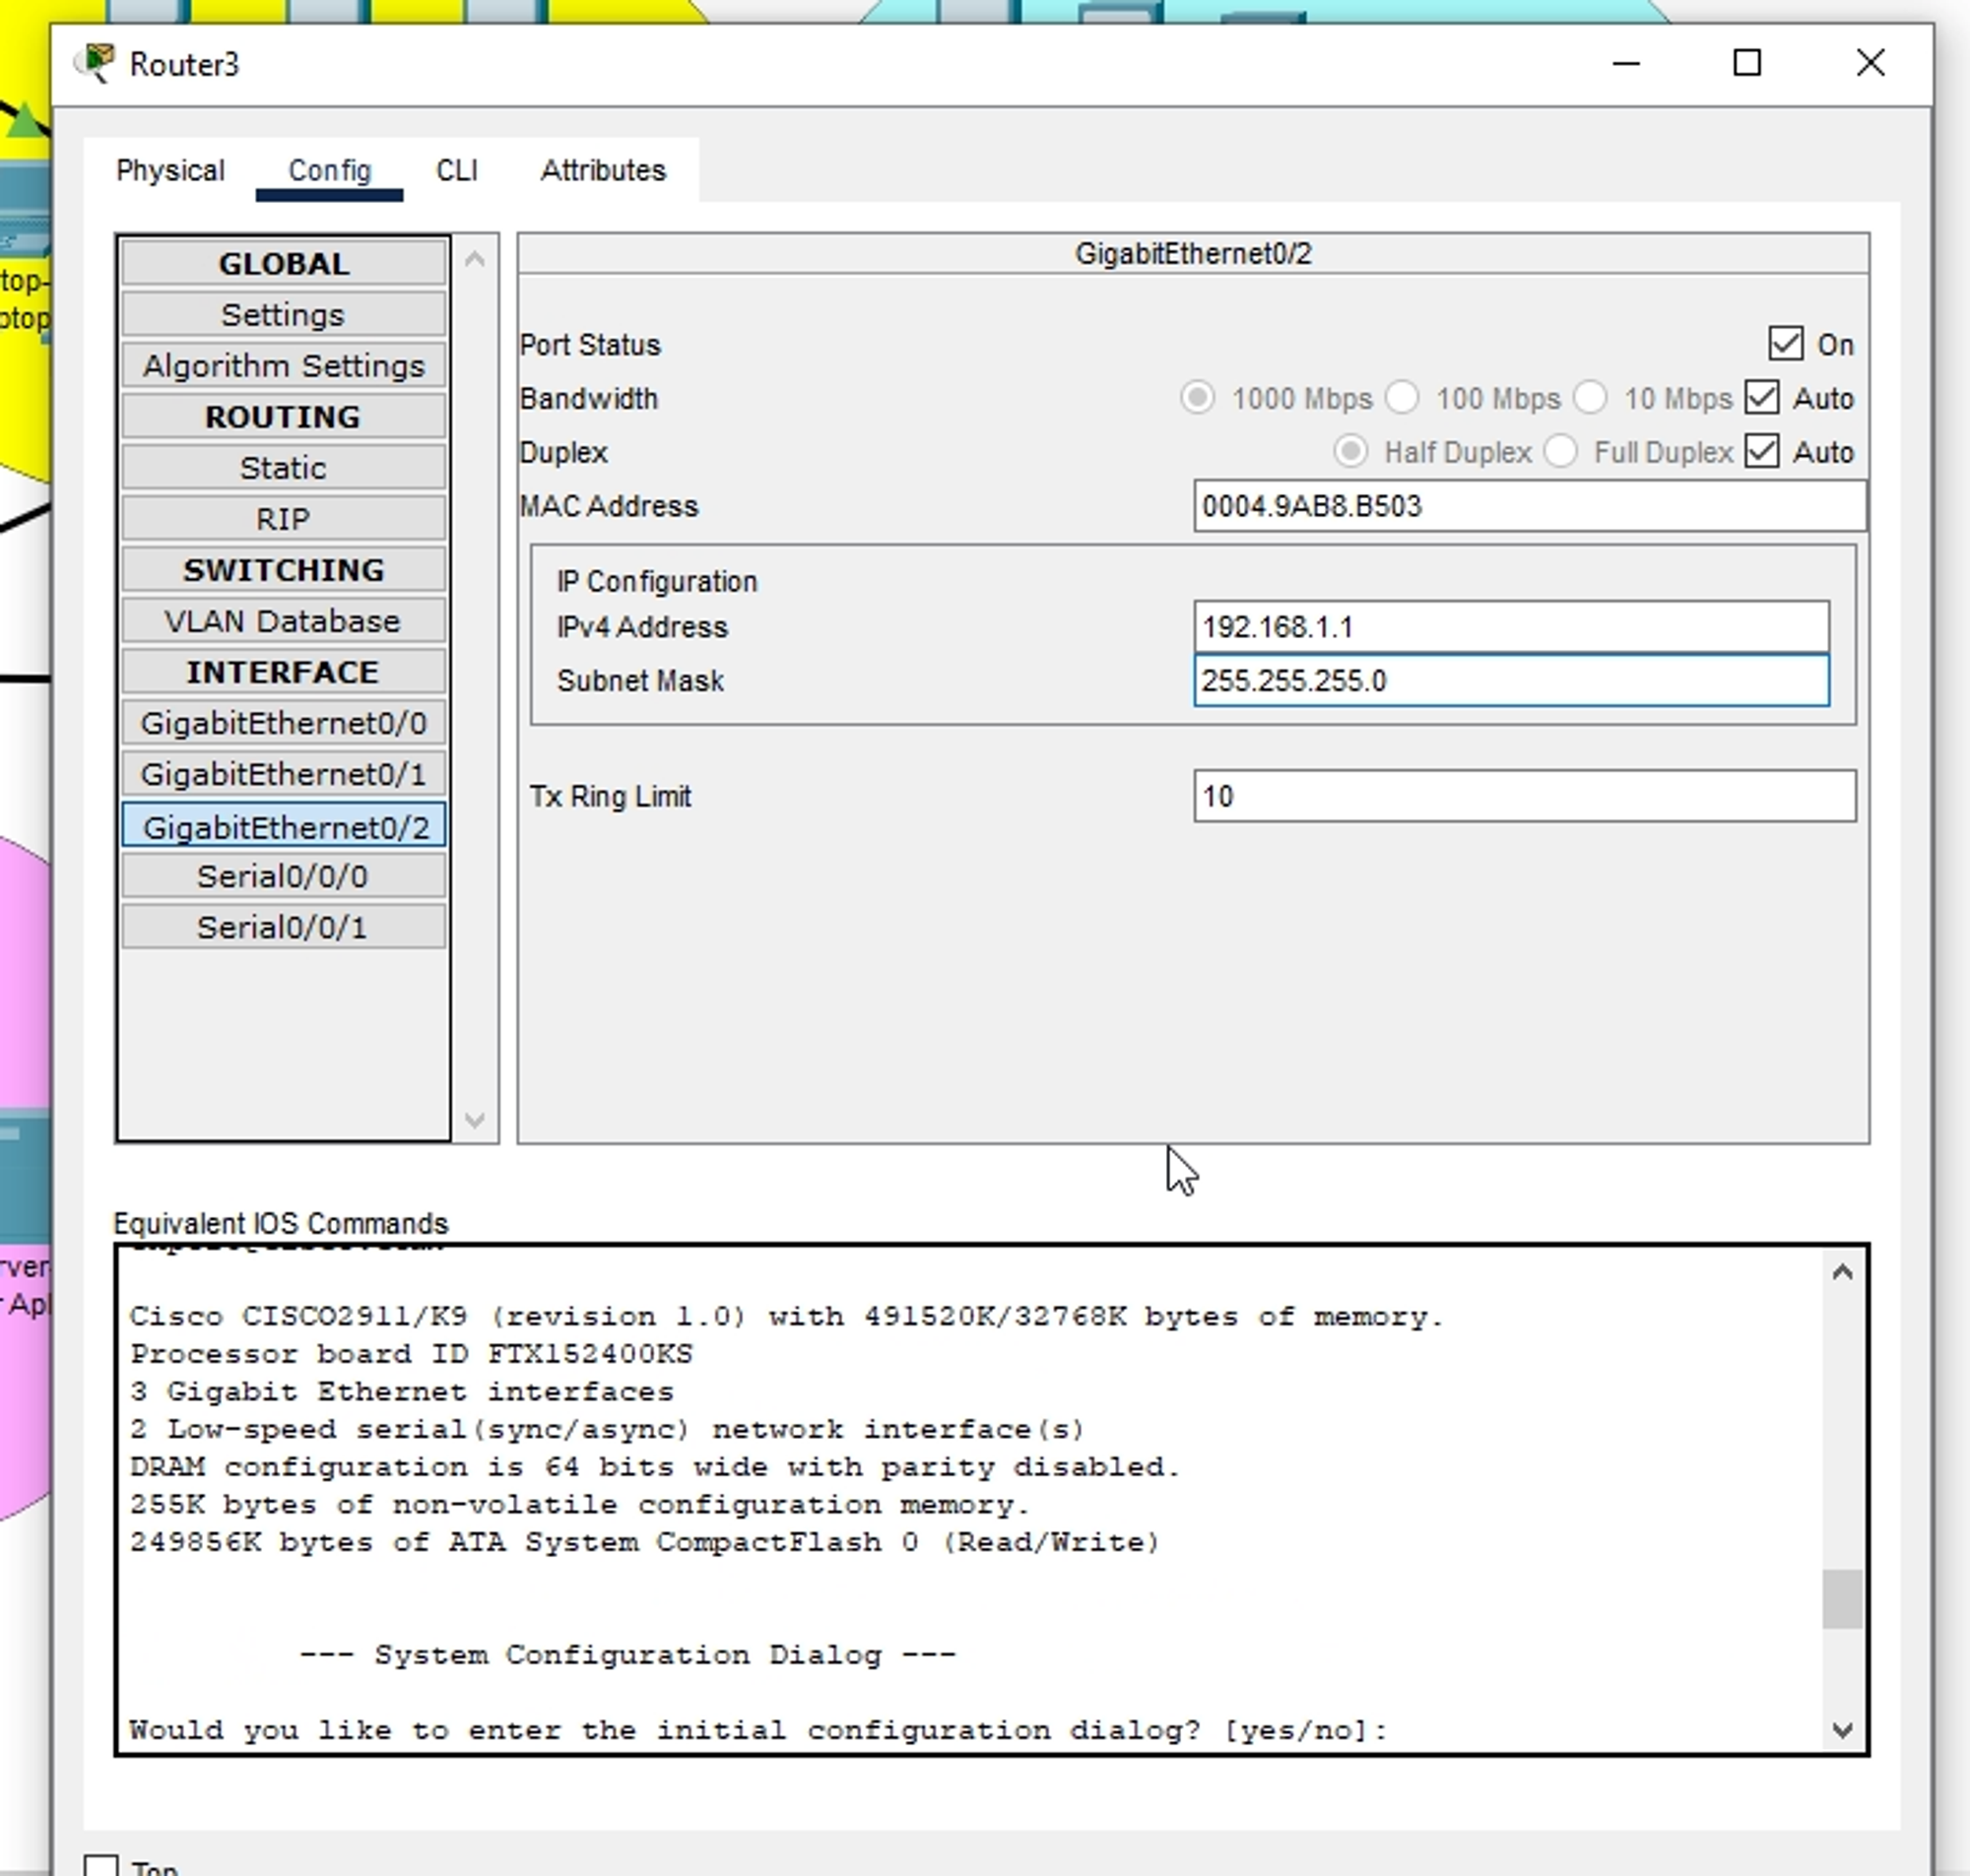 Router3
Physical Config CLI Attributes
GLOBAL
Settings
Algorithm Settings
ROUTING
Static
RIP
SWITCHING
VLAN Database
INTERFACE
GigabitEthernet0/0
GigabitEthernet0/1
GigabitEthernet0/2
Serial0/0/0
Serial0/0/1
GigabitEthernet0/2
Port Status On
Bandwidth 1000 Mbps 100 Mbps 10 Mbps Auto
Duplex Half Duplex Full Duplex Auto
MAC Address 0004.9AB8.B503
IP Configuration
IPv4 Address 192.168.1.1
Subnet Mask 255.255.255.0
Tx Ring Limit 10
Equivalent IOS Commands
Cisco CISCO2911/K9 (revision 1.0) with 491520K/32768K bytes of memory.
Processor board ID FTX152400KS
3 Gigabit Ethernet interfaces
2 Low-speed serial(sync/async) network interface(s)
DRAM configuration is 64 bits wide with parity disabled.
255K bytes of non-volatile configuration memory.
249856K bytes of ATA System CompactFlash 0 (Read/Write)
--- System Configuration Dialog ---
Would you like to enter the initial configuration dialog? [yes/no]:
Top